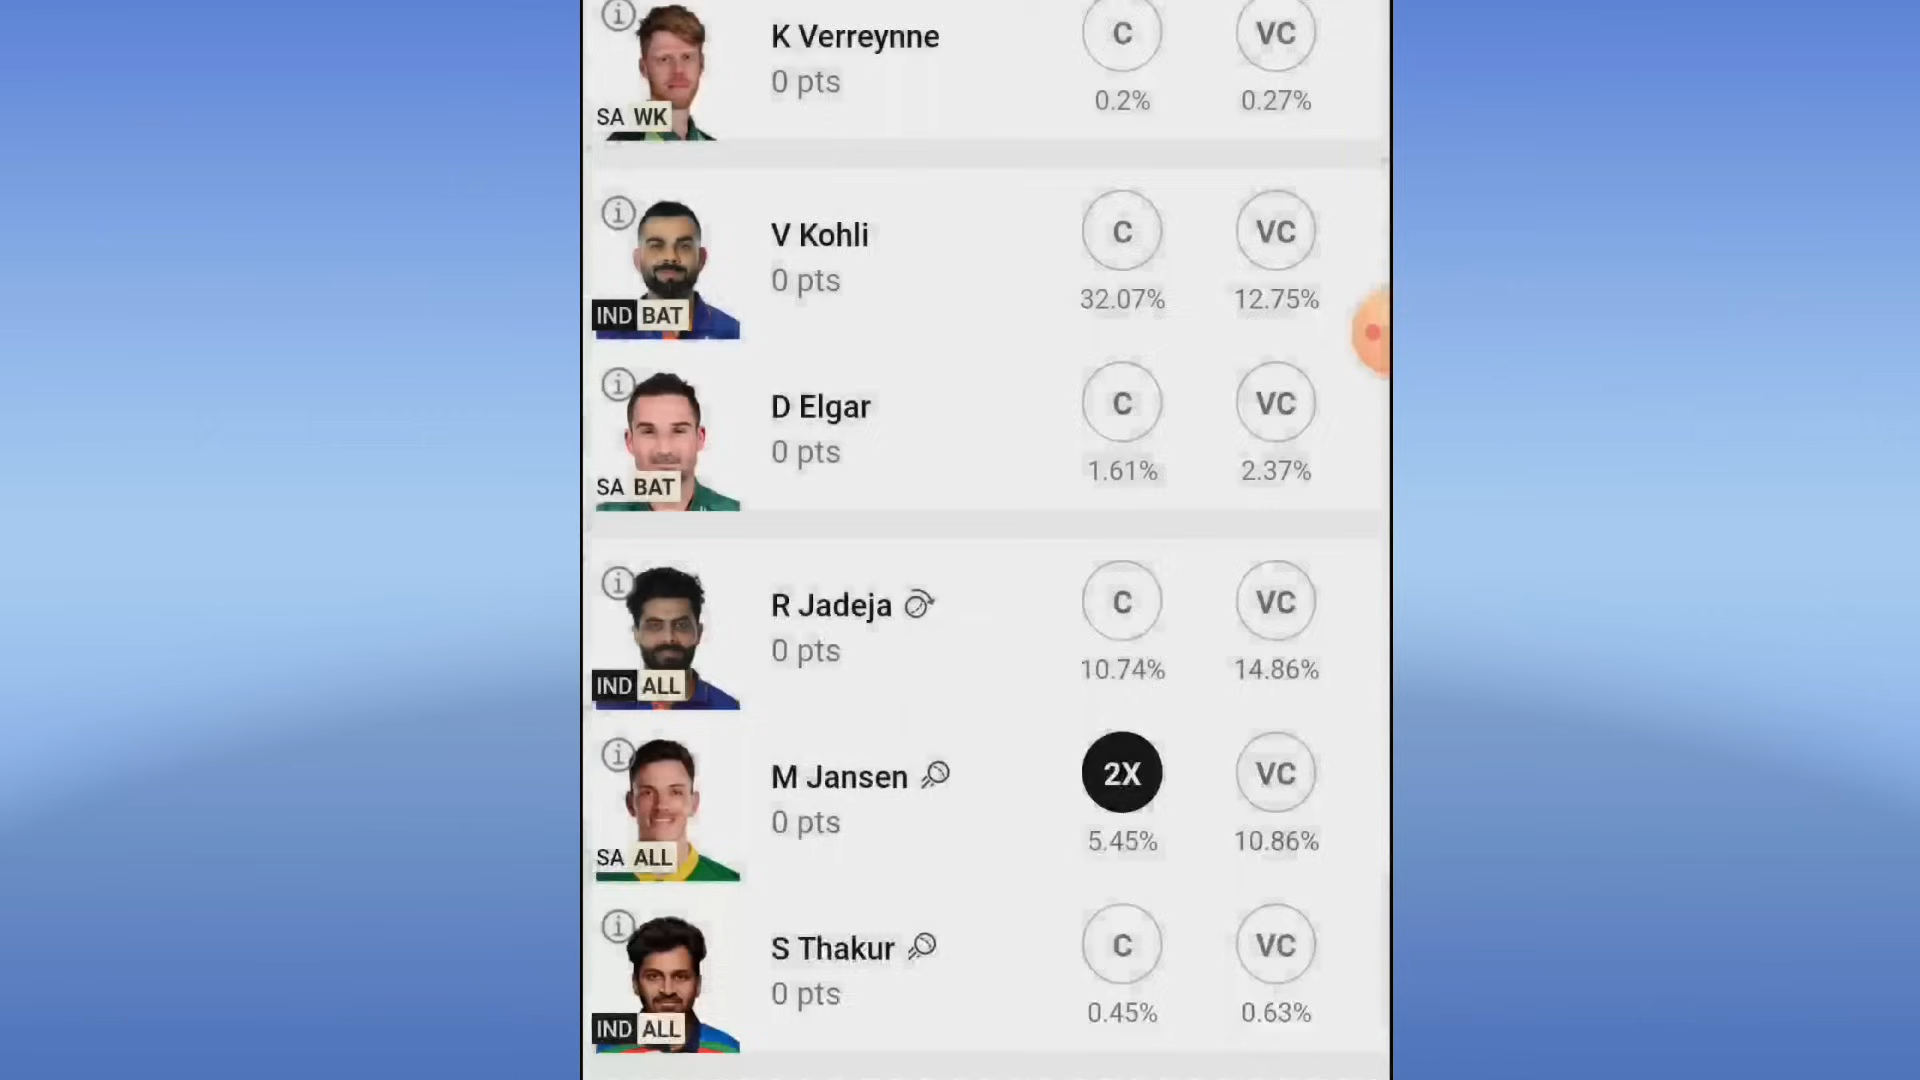 K Verreynne
C
VC
0 pts
0.2%
0.27%
SA WK
V Kohli
C
VC
0 pts
32.07%
12.75%
IND BAT
D Elgar
C
VC
0 pts
1.61%
2.37%
SA BAT
R Jadeja
C
VC
0 pts
10.74%
14.86%
IND ALL
M Jansen
2X
VC
0 pts
5.45%
10.86%
SA ALL
S Thakur
C
VC
0 pts
0.45%
0.63%
IND ALL